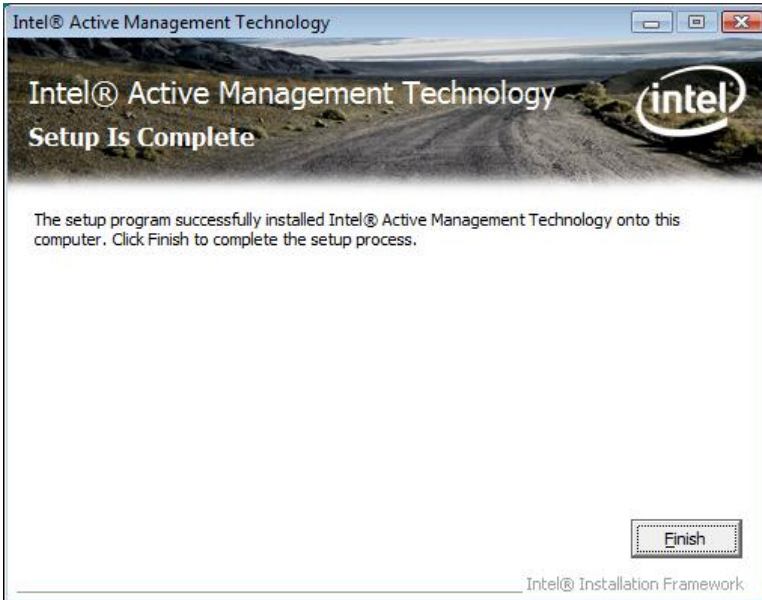 Intel® Active Management Technology
Intel® Active Management Technology
intel
Setup Is Complete
The setup program successfully installed Intel® Active Management Technology onto this
computer. Click Finish to complete the setup process.
Finish
Intel® Installation Framework